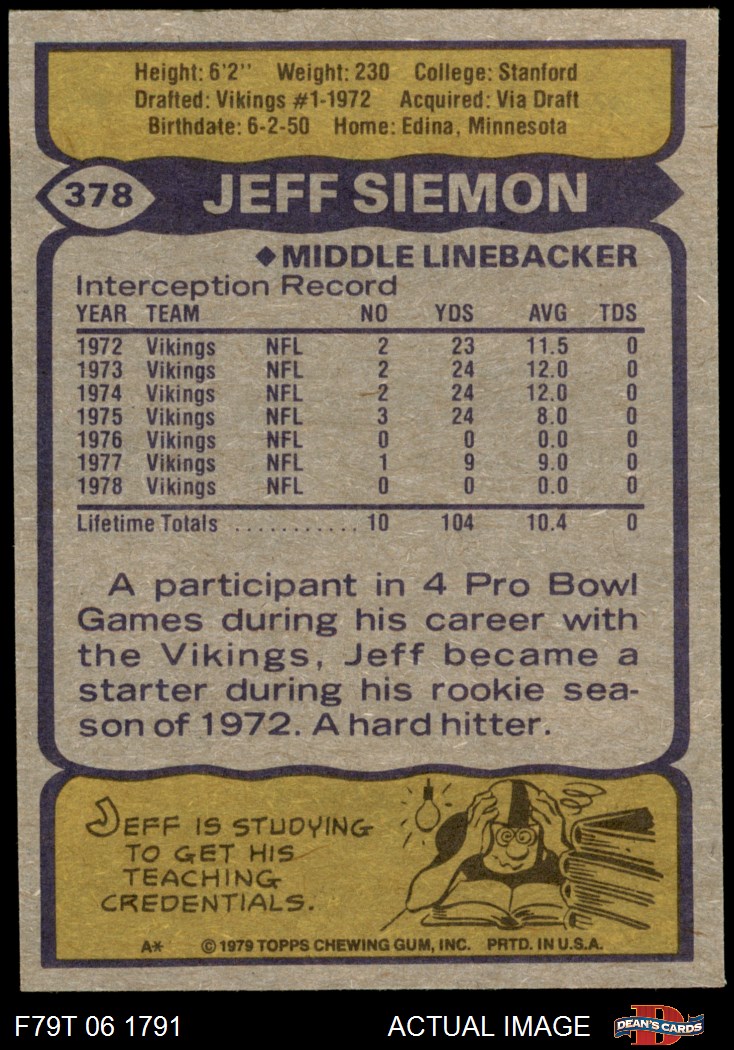 Height: 6'2'' Weight: 230 College: Stanford
Drafted: Vikings #1-1972 Acquired: Via Draft
Birthdate: 6-2-50 Home: Edina, Minnesota
378 JEFF SIEMON
◆MIDDLE LINEBACKER
Interception Record
YEAR TEAM NO YDS AVG TDS
1972 Vikings NFL 2 23 11.5 0
1973 Vikings NFL 2 24 12.0 0
1974 Vikings NFL 2 24 12.0 0
1975 Vikings NFL 3 24 8.0 0
1976 Vikings NFL 0 0 0.0 0
1977 Vikings NFL 1 9 9.0 0
1978 Vikings NFL 0 0 0.0 0
Lifetime Totals ........... 10 104 10.4 0
A participant in 4 Pro Bowl
Games during his career with
the Vikings, Jeff became a
starter during his rookie sea-
son of 1972. A hard hitter.
JEFF IS STUDYING
TO GET HIS
TEACHING
CREDENTIALS.
A* © 1979 TOPPS CHEWING GUM, INC. PRTD. IN U.S.A.
F79T 06 1791 ACTUAL IMAGE D DEAN'S CARDS